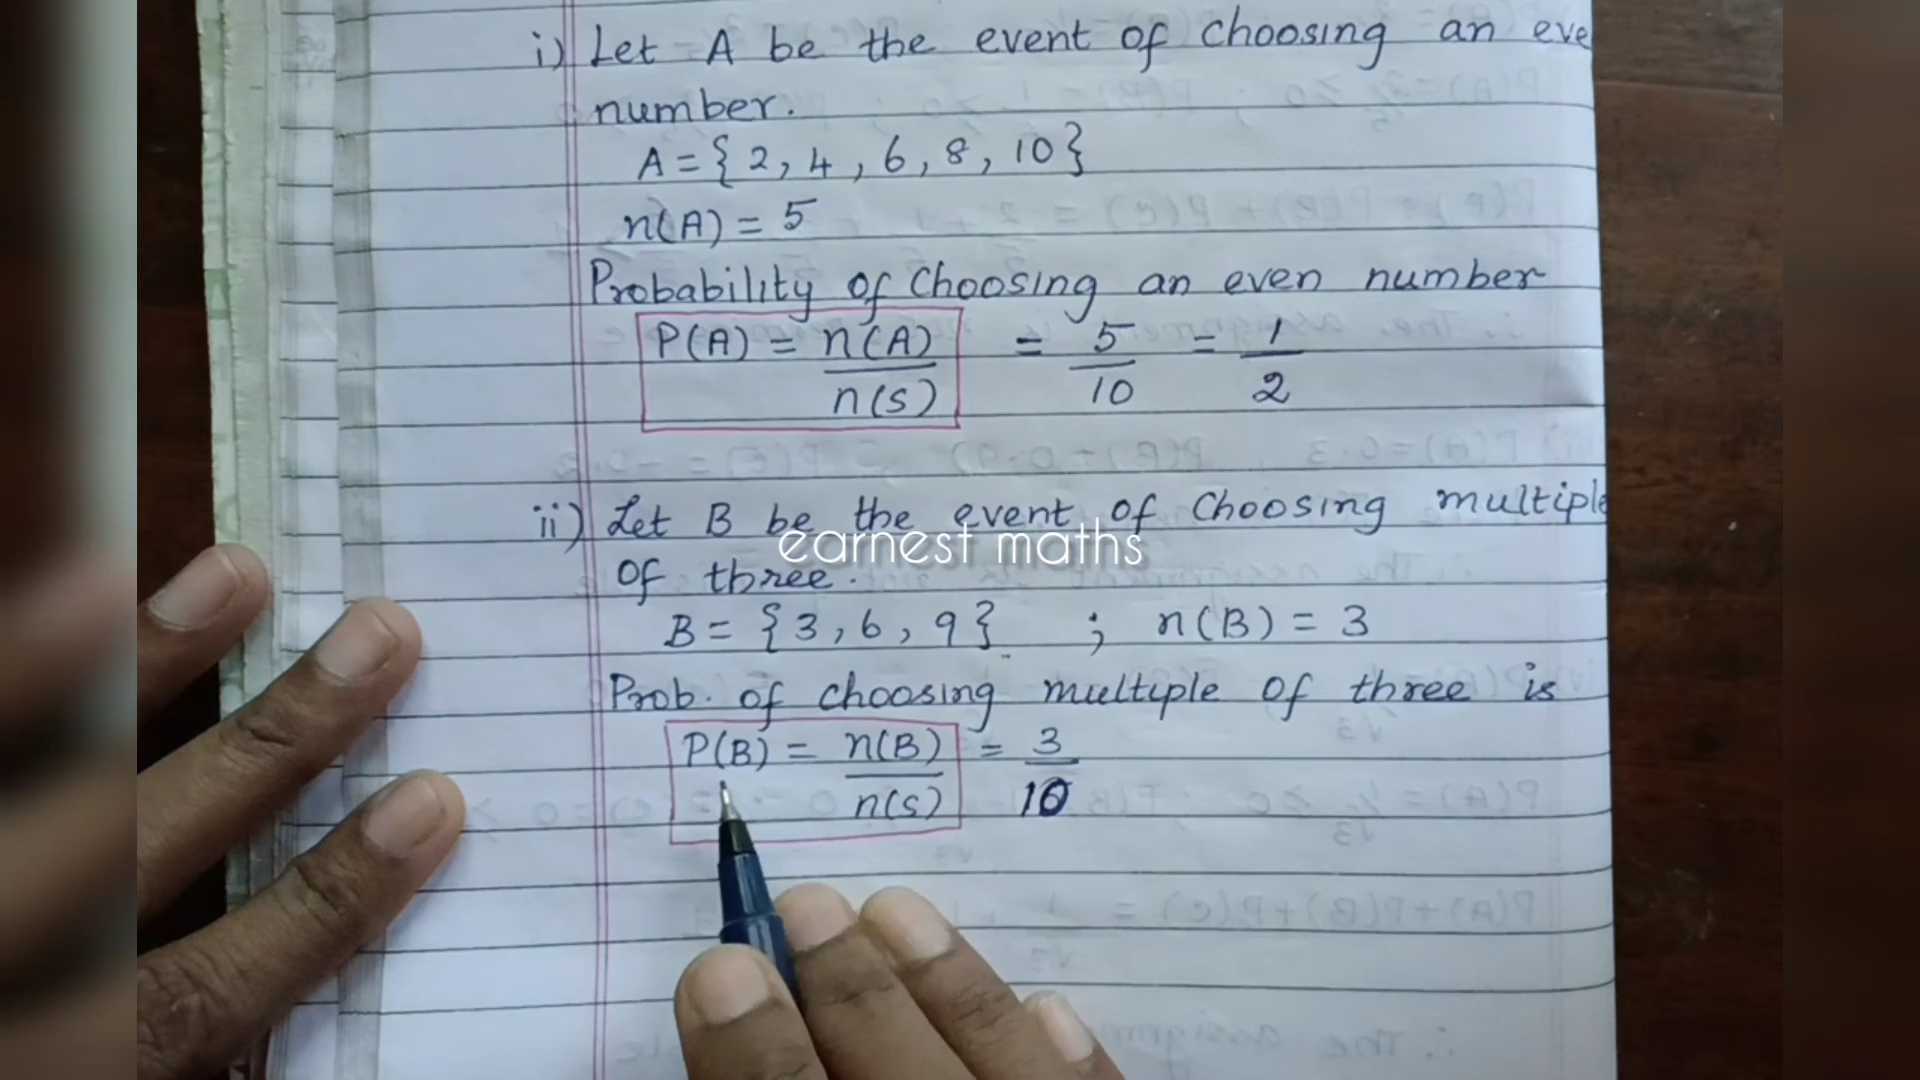 i) Let A be the event of choosing an eve
number.
A = { 2, 4, 6, 8, 10 }
n(A) = 5
Probability of Choosing an even number
P(A) = n(A)/n(s) = 5/10 = 1/2
ii) Let B be the event of Choosing multiple
earnest maths
Of three.
B = { 3, 6, 9 } ; n(B) = 3
Prob. of choosing multiple of three is
P(B) = n(B)/n(s) = 3/10